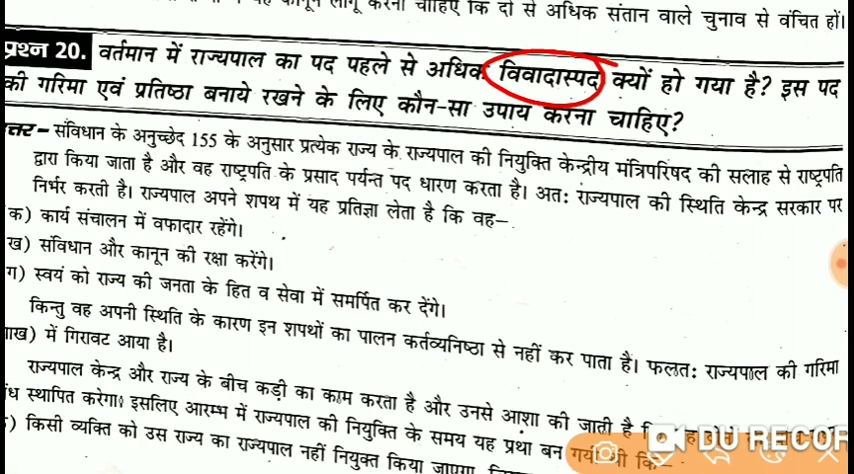 कानून लागू करना चाहिए कि दो से अधिक संतान वाले चुनाव से वंचित हों।
प्रश्न 20. वर्तमान में राज्यपाल का पद पहले से अधिक विवादास्पद क्यों हो गया है? इस पद
की गरिमा एवं प्रतिष्ठा बनाये रखने के लिए कौन-सा उपाय करना चाहिए?
त्तर– संविधान के अनुच्छेद 155 के अनुसार प्रत्येक राज्य के राज्यपाल की नियुक्ति केन्द्रीय मंत्रिपरिषद की सलाह से राष्ट्रपति
द्वारा किया जाता है और वह राष्ट्रपति के प्रसाद पर्यन्त पद धारण करता है। अतः राज्यपाल की स्थिति केन्द्र सरकार पर
निर्भर करती है। राज्यपाल अपने शपथ में यह प्रतिज्ञा लेता है कि वह–
क) कार्य संचालन में वफादार रहेंगे।
ख) संविधान और कानून की रक्षा करेंगे।
ग) स्वयं को राज्य की जनता के हित व सेवा में समर्पित कर देंगे।
किन्तु वह अपनी स्थिति के कारण इन शपथों का पालन कर्तव्यनिष्ठा से नहीं कर पाता है। फलतः राज्यपाल की गरिमा
ाख) में गिरावट आया है।
राज्यपाल केन्द्र और राज्य के बीच कड़ी का काम करता है और उनसे आशा की जाती है
ंध स्थापित करेगा। इसलिए आरम्भ में राज्यपाल की नियुक्ति के समय यह प्रथा बन गयी थी कि–
) किसी व्यक्ति को उस राज्य का राज्यपाल नहीं नियुक्त किया जाएगा
DU RECOR